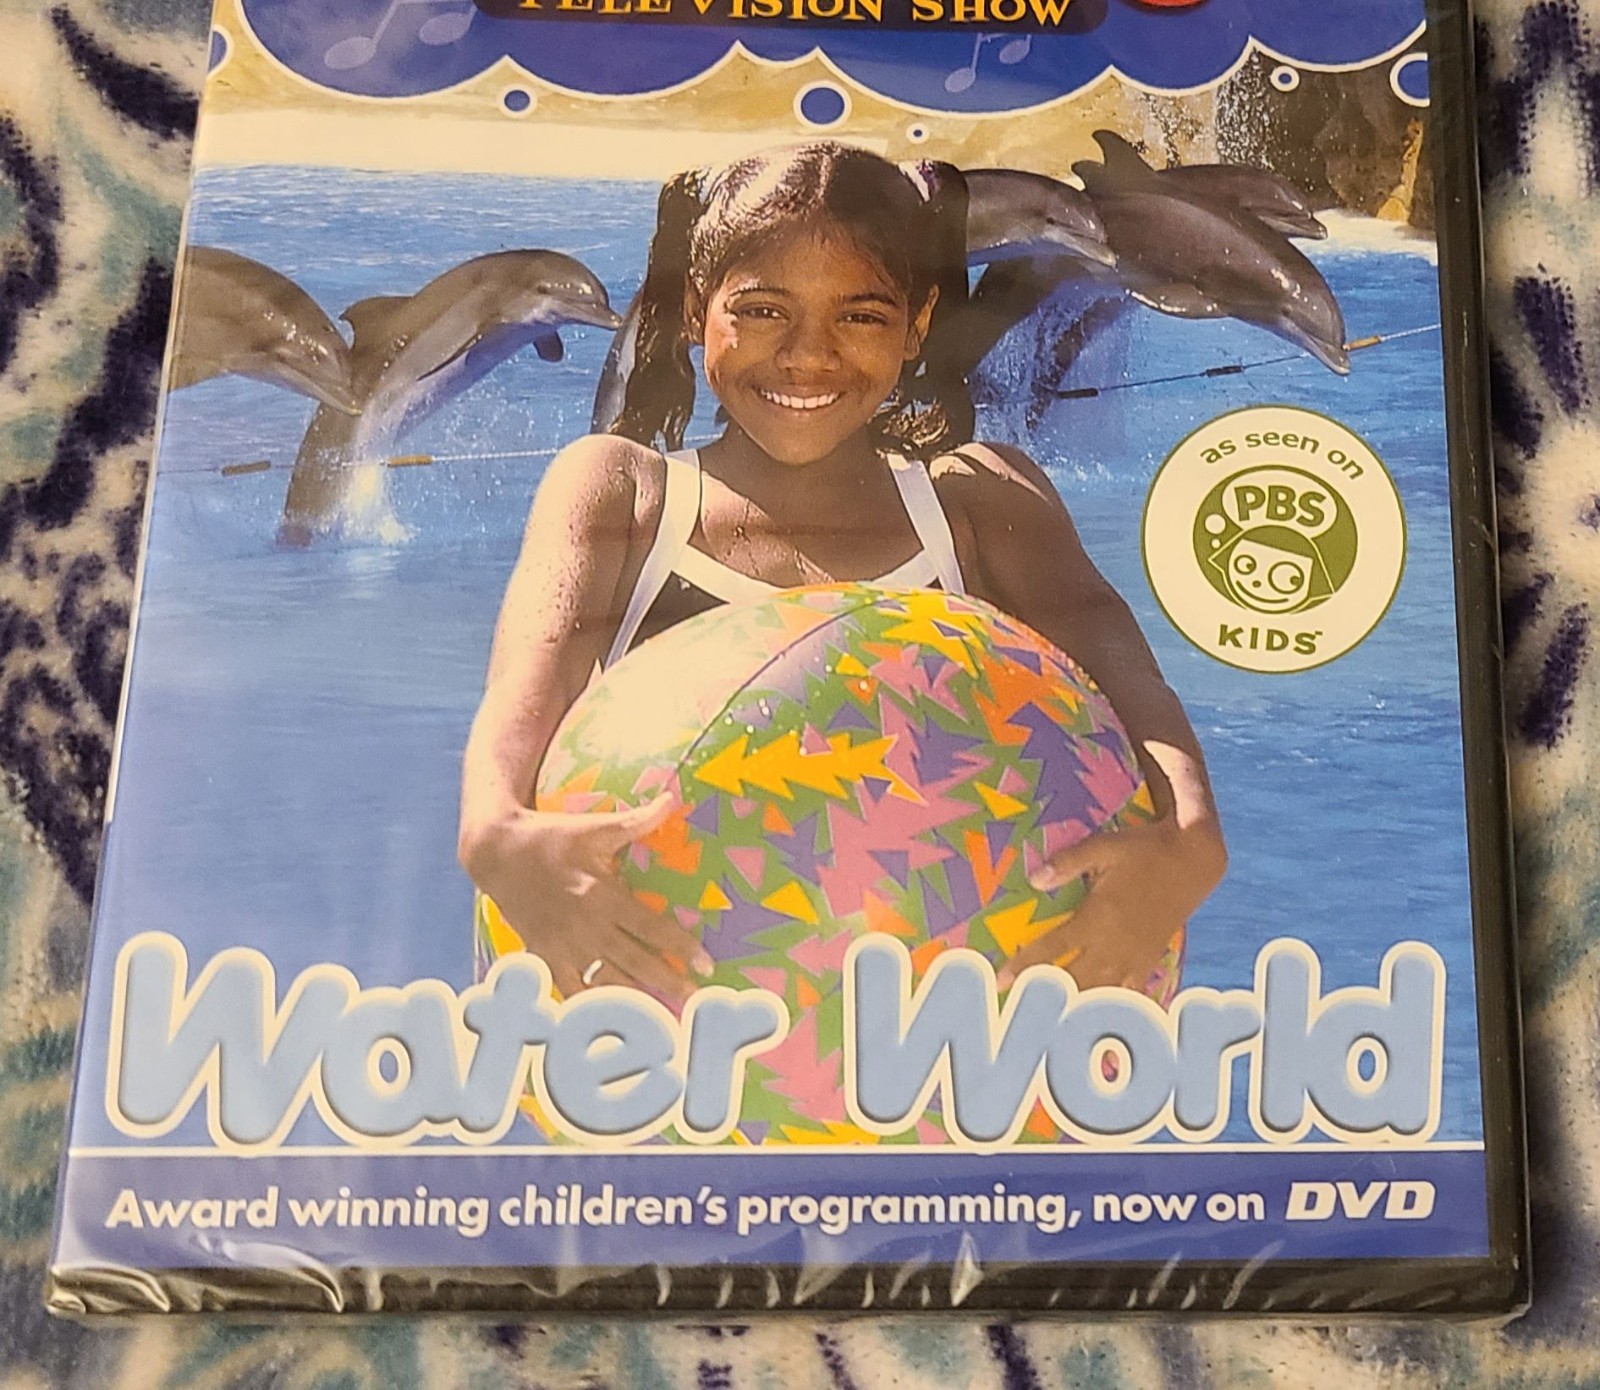 TELEVISION SHOW
as seen on
PBS
KIDS
Water World
Award winning children's programming, now on DVD